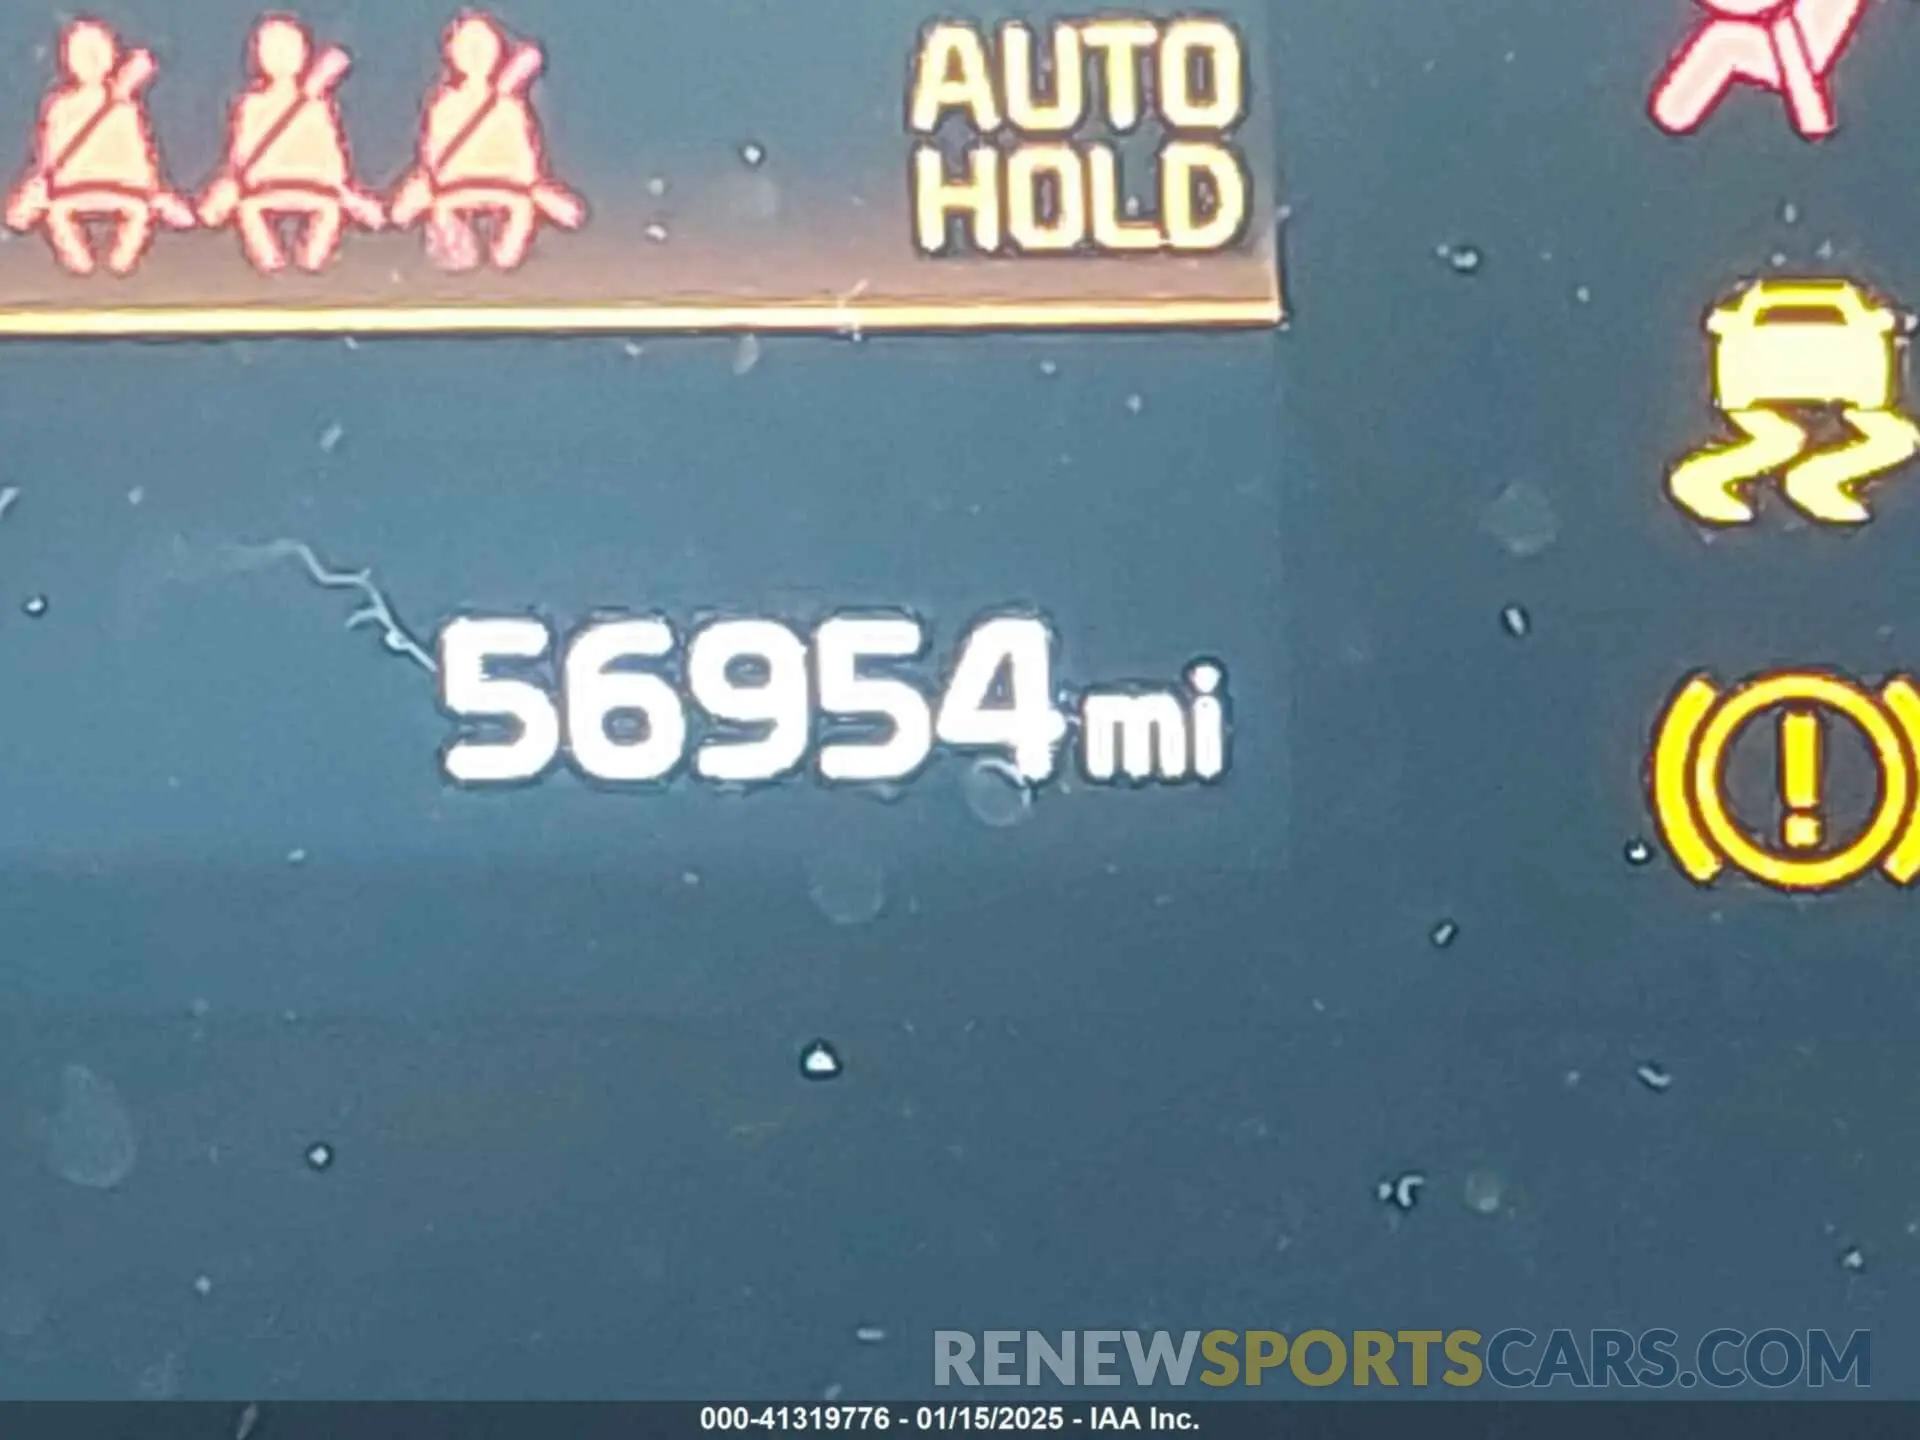 AUTO
HOLD
56954mi
RENEWSPORTSCARS.COM
000-41319776 - 01/15/2025 - IAA Inc.